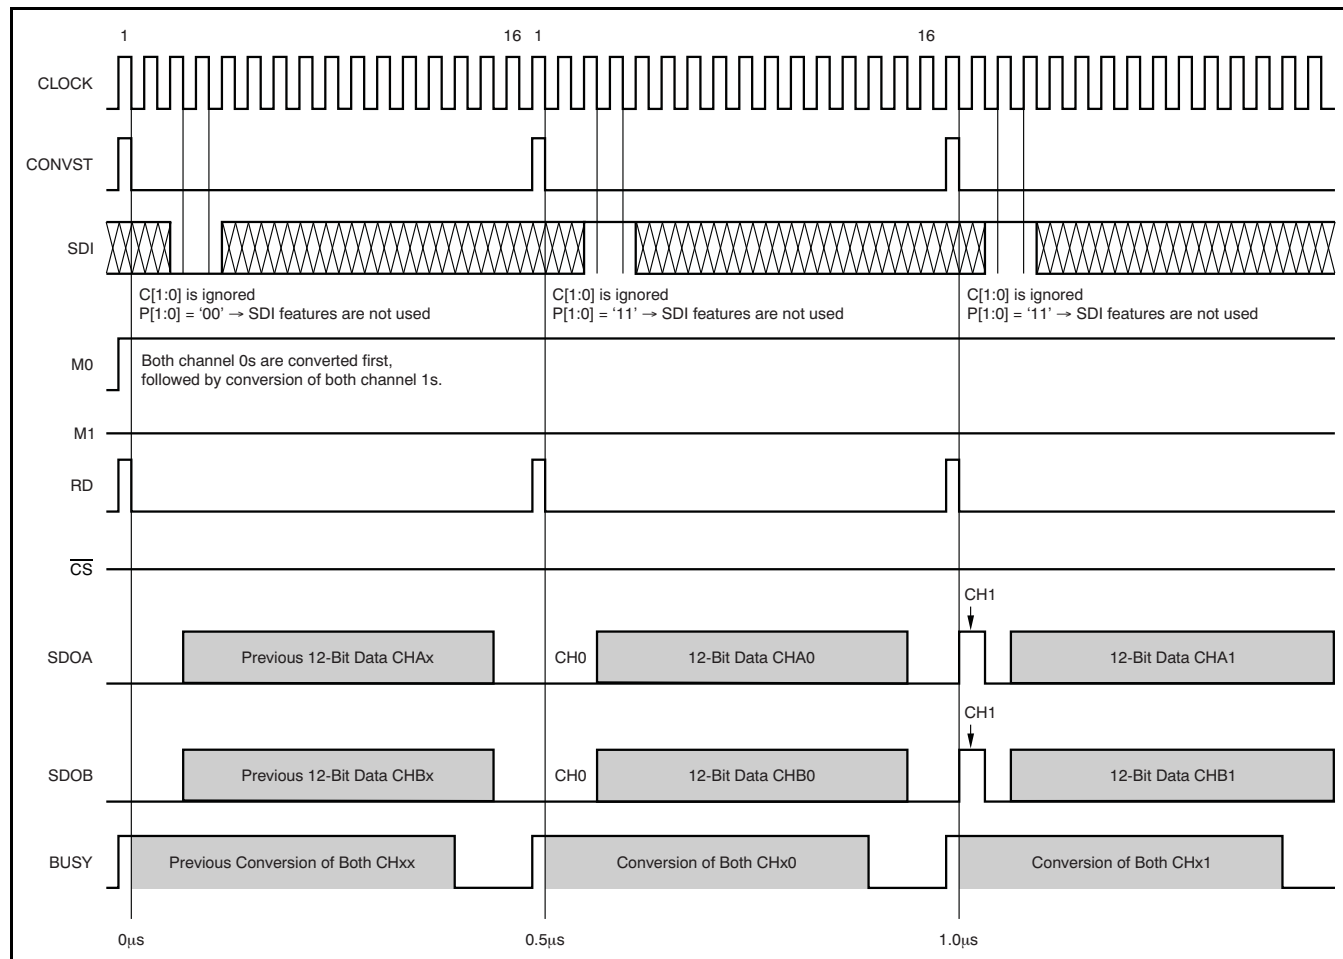 1 16 1 16
CLOCK
CONVST
SDI
C[1:0] is ignored
P[1:0] = ‘00’ → SDI features are not used
C[1:0] is ignored
P[1:0] = ‘11’ → SDI features are not used
C[1:0] is ignored
P[1:0] = ‘11’ → SDI features are not used
M0
Both channel 0s are converted first,
followed by conversion of both channel 1s.
M1
RD
CS
CH1
SDOA Previous 12-Bit Data CHAx CH0 12-Bit Data CHA0 12-Bit Data CHA1
CH1
SDOB Previous 12-Bit Data CHBx CH0 12-Bit Data CHB0 12-Bit Data CHB1
BUSY Previous Conversion of Both CHxx Conversion of Both CHx0 Conversion of Both CHx1
0µs 0.5µs 1.0µs